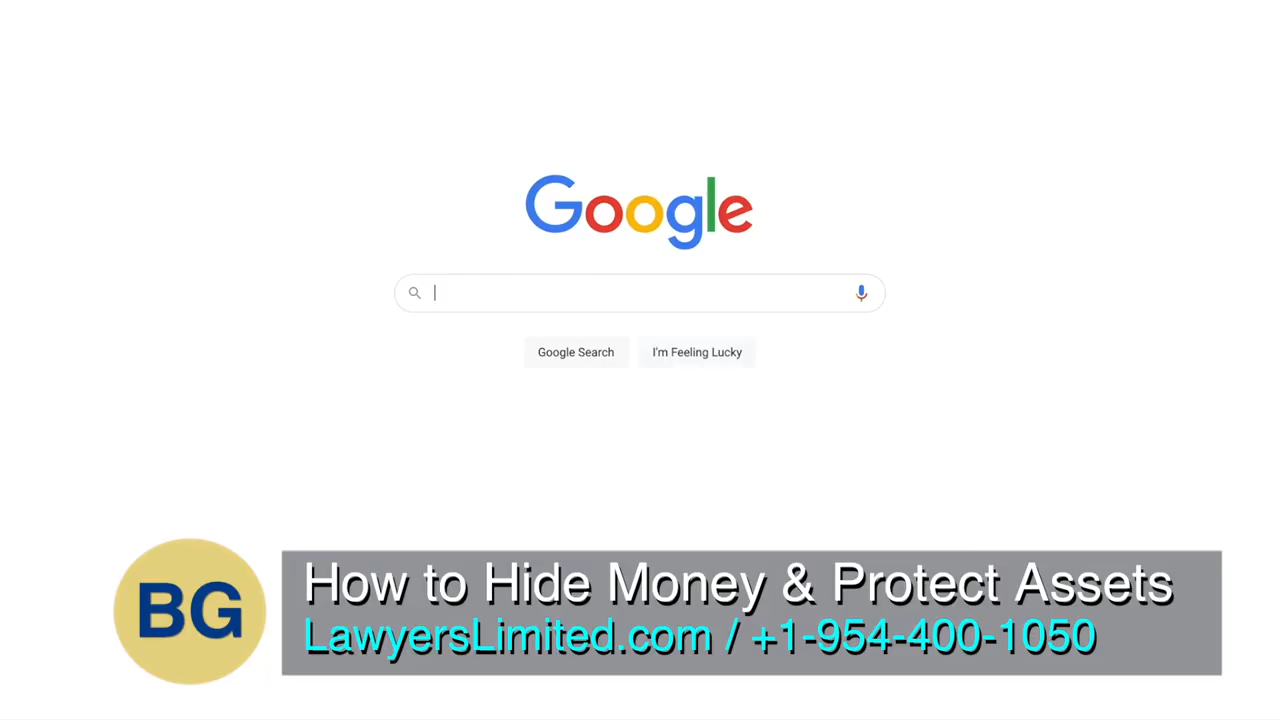 Google
Google Search
I'm Feeling Lucky
BG
How to Hide Money & Protect Assets
LawyersLimited.com / +1-954-400-1050